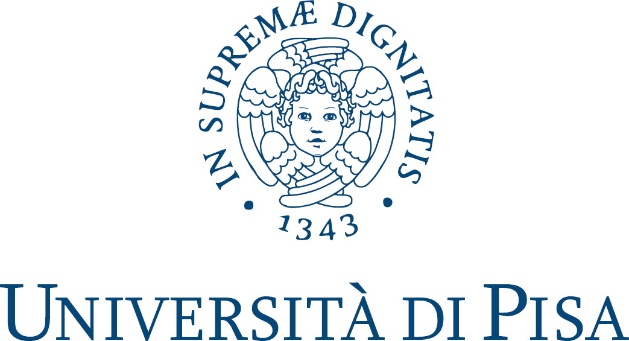 IN SUPREMÆ DIGNITATIS
• 1343 •
UNIVERSITÀ DI PISA